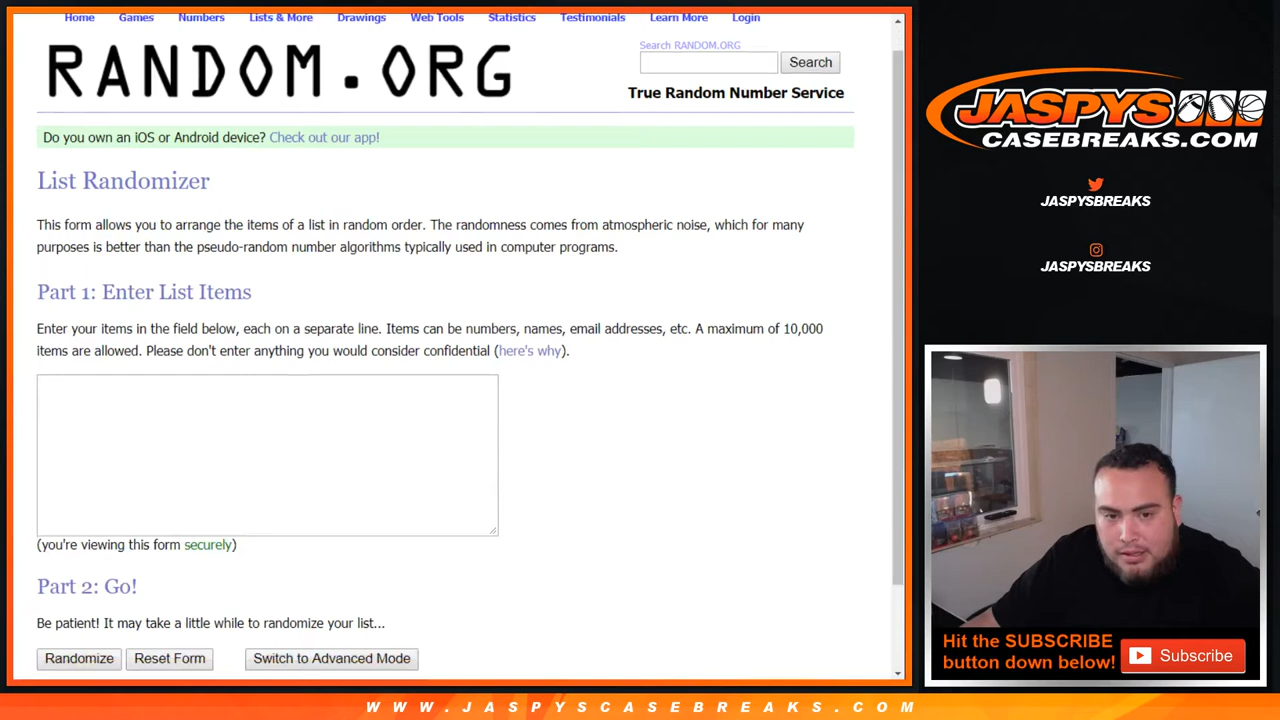 Home Games Numbers Lists & More Drawings Web Tools Statistics Testimonials Learn More Login
RANDOM.ORG
Search RANDOM.ORG
Search
True Random Number Service
Do you own an iOS or Android device? Check out our app!
List Randomizer
This form allows you to arrange the items of a list in random order. The randomness comes from atmospheric noise, which for many
purposes is better than the pseudo-random number algorithms typically used in computer programs.
Part 1: Enter List Items
Enter your items in the field below, each on a separate line. Items can be numbers, names, email addresses, etc. A maximum of 10,000
items are allowed. Please don't enter anything you would consider confidential (here's why).
(you're viewing this form securely)
Part 2: Go!
Be patient! It may take a little while to randomize your list...
Randomize Reset Form Switch to Advanced Mode
JASPYS
CASEBREAKS.COM
JASPYSBREAKS
JASPYSBREAKS
Hit the SUBSCRIBE
button down below!
Subscribe
WWW.JASPYSCASEBREAKS.COM